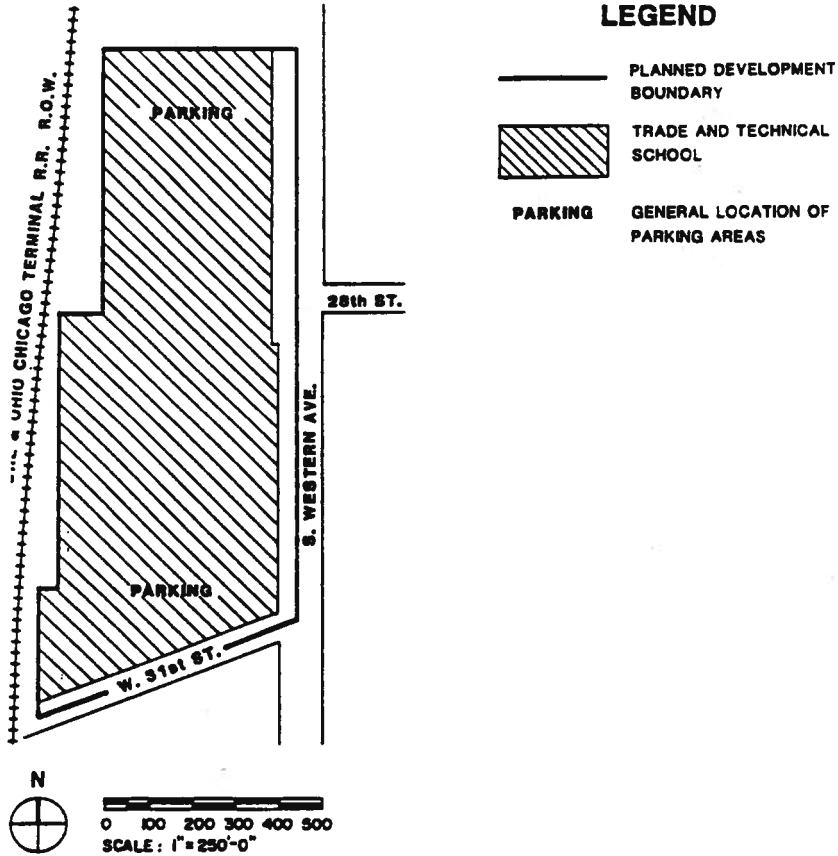 LEGEND
PLANNED DEVELOPMENT
BOUNDARY
TRADE AND TECHNICAL
SCHOOL
PARKING
GENERAL LOCATION OF
PARKING AREAS
PARKING
OHIO CHICAGO TERMINAL R.R. R.O.W.
28th ST.
S. WESTERN AVE.
PARKING
W. 31st ST.
N
0 100 200 300 400 500
SCALE: 1"=250'-0"